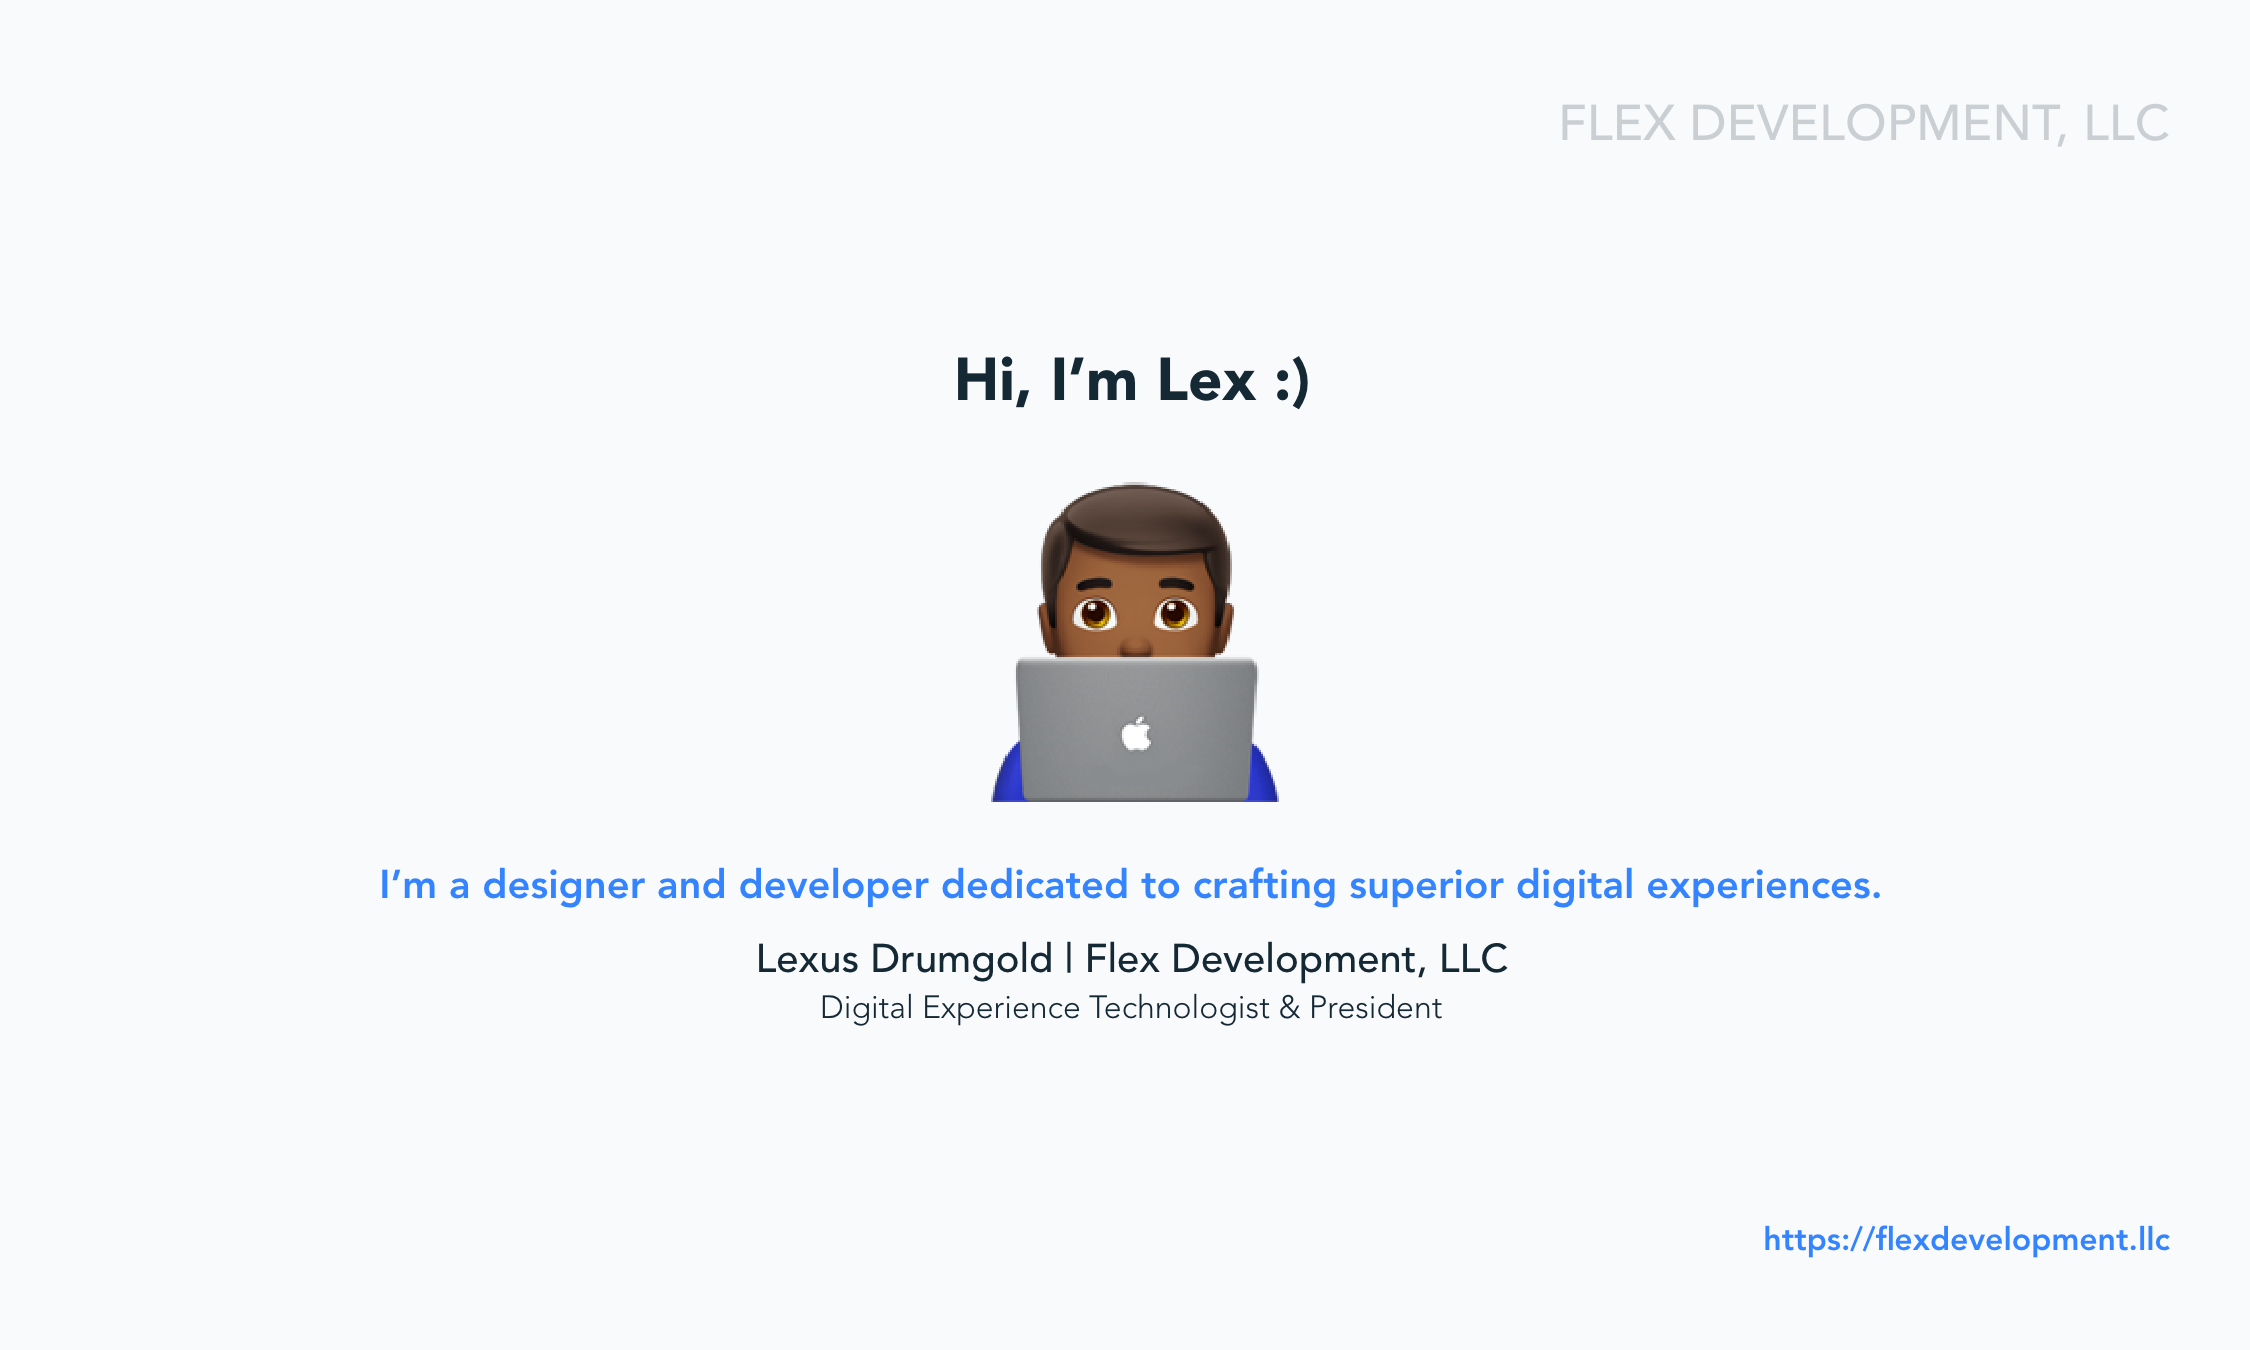 FLEX DEVELOPMENT, LLC
Hi, I’m Lex :)
I’m a designer and developer dedicated to crafting superior digital experiences.
Lexus Drumgold | Flex Development, LLC
Digital Experience Technologist & President
https://flexdevelopment.llc